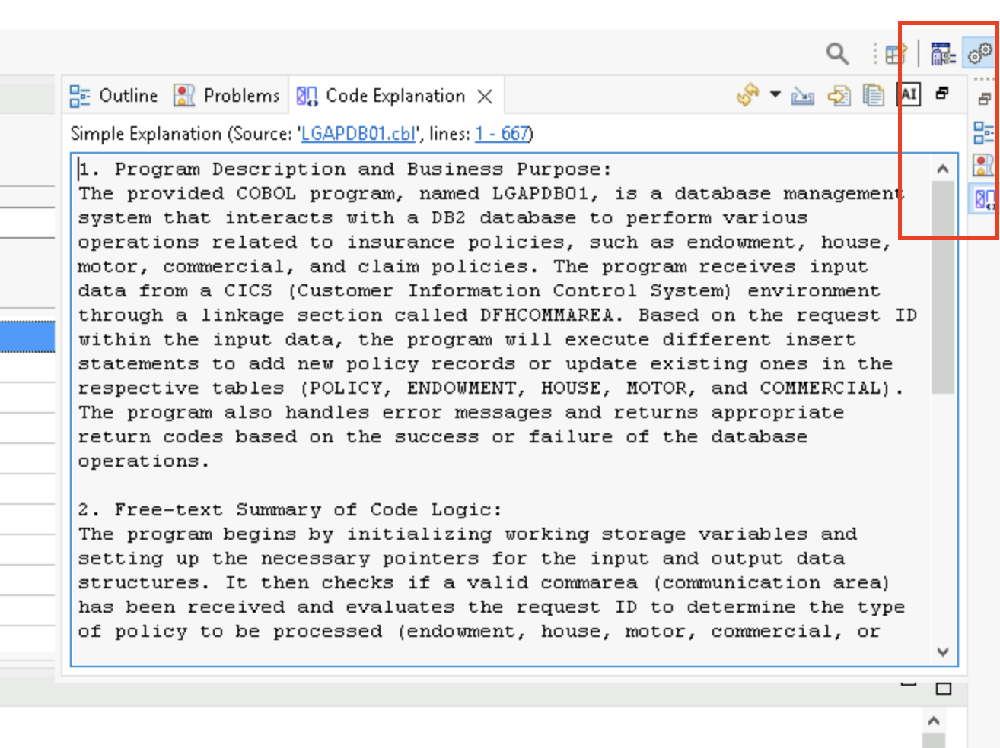 Outline Problems Code Explanation
AI
Simple Explanation (Source: 'LGAPDB01.cbl', lines: 1 - 667)
1. Program Description and Business Purpose:
The provided COBOL program, named LGAPDB01, is a database management
system that interacts with a DB2 database to perform various
operations related to insurance policies, such as endowment, house,
motor, commercial, and claim policies. The program receives input
data from a CICS (Customer Information Control System) environment
through a linkage section called DFHCOMMAREA. Based on the request ID
within the input data, the program will execute different insert
statements to add new policy records or update existing ones in the
respective tables (POLICY, ENDOWMENT, HOUSE, MOTOR, and COMMERCIAL).
The program also handles error messages and returns appropriate
return codes based on the success or failure of the database
operations.
2. Free-text Summary of Code Logic:
The program begins by initializing working storage variables and
setting up the necessary pointers for the input and output data
structures. It then checks if a valid commarea (communication area)
has been received and evaluates the request ID to determine the type
of policy to be processed (endowment, house, motor, commercial, or